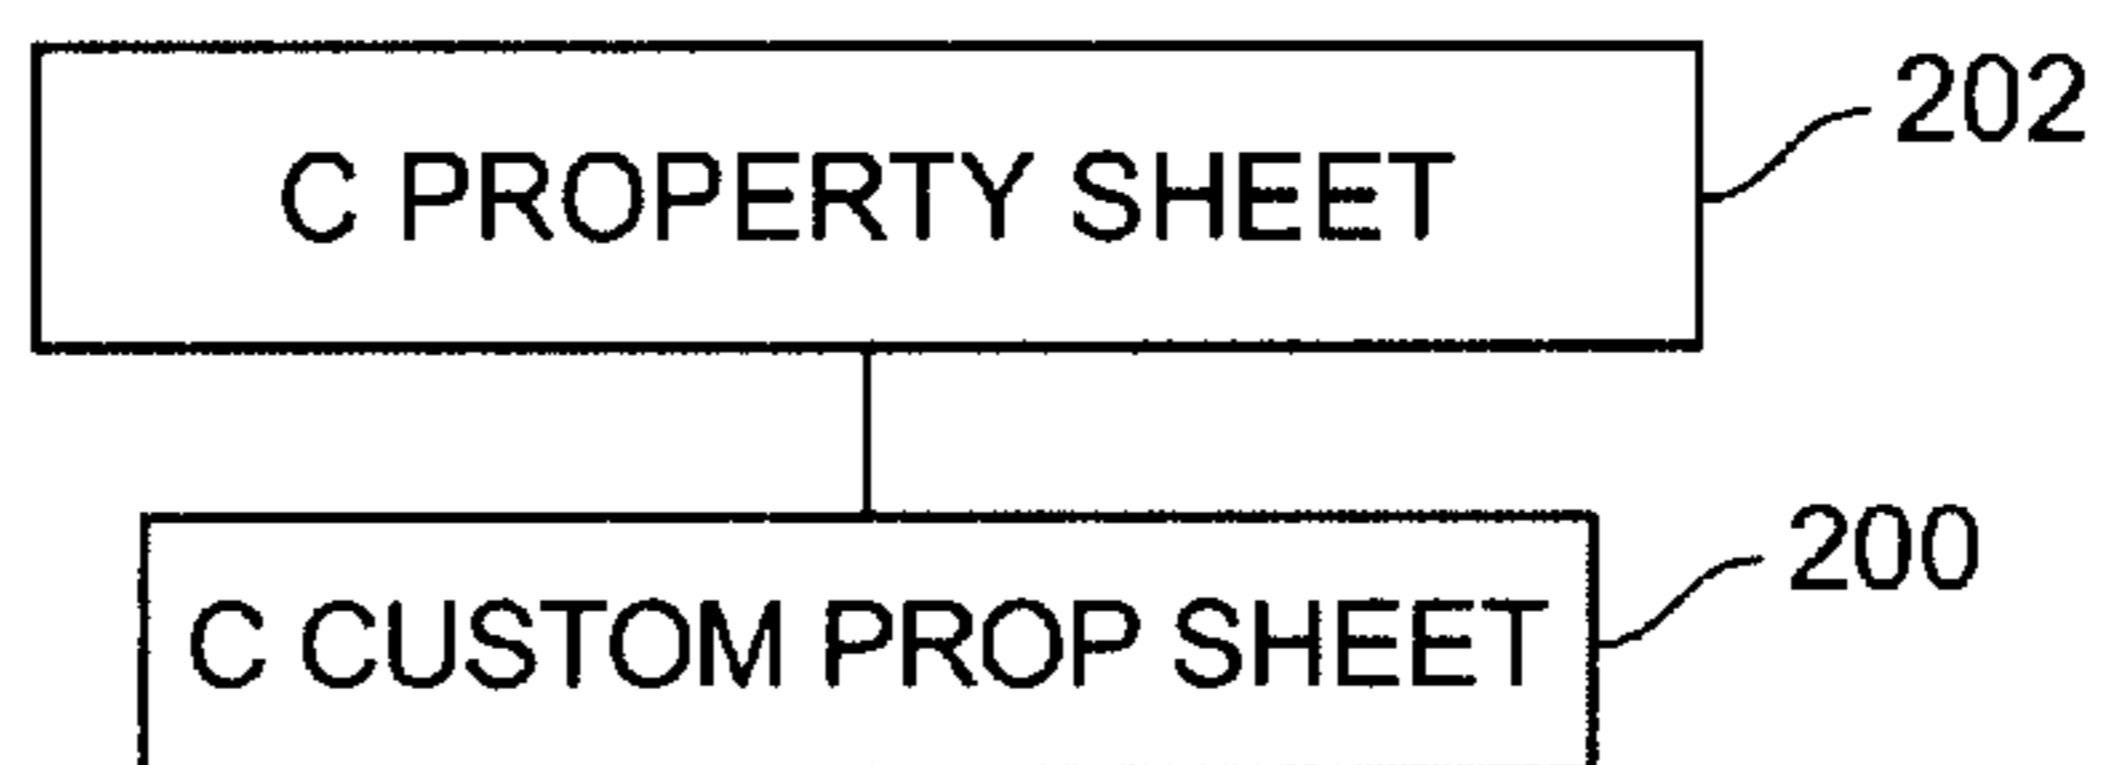 C PROPERTY SHEET
202
C CUSTOM PROP SHEET
200